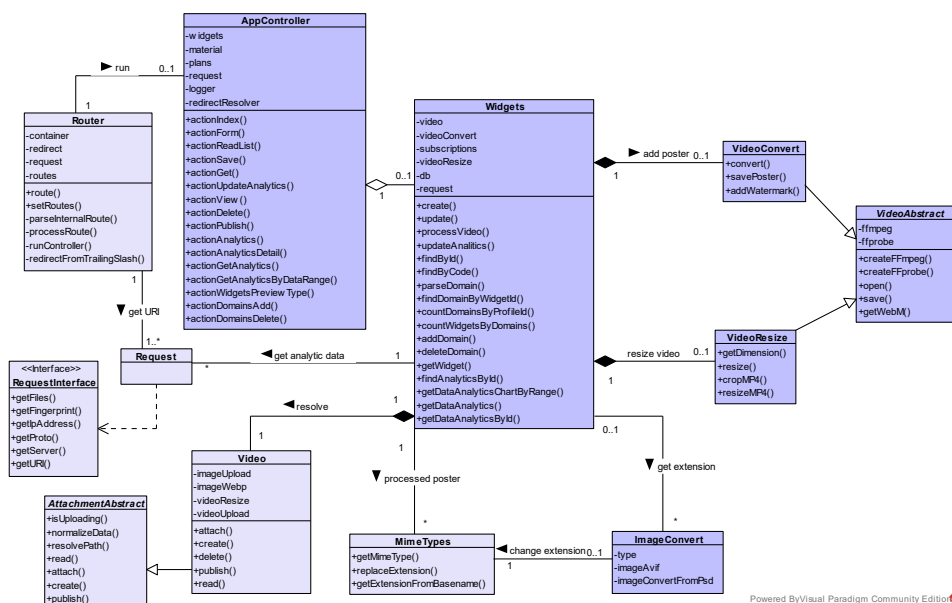 AppController
-widgets
-material
-plans
-request
-logger
-redirectResolver
+actionIndex()
+actionForm()
+actionReadList()
+actionSave()
+actionGet()
+actionUpdateAnalytics()
+actionView()
+actionDelete()
+actionPublish()
+actionAnalytics()
+actionAnalyticsDetail()
+actionGetAnalytics()
+actionGetAnalyticsByDataRange()
+actionWidgetsPreviewType()
+actionDomainsAdd()
+actionDomainsDelete()
run
0..1
1
Router
-container
-redirect
-request
-routes
+route()
+setRoutes()
-parseInternalRoute()
-processRoute()
-runController()
-redirectFromTrailingSlash()
1
get URI
1..*
Request
<<Interface>>
RequestInterface
+getFiles()
+getFingerprint()
+getIpAddress()
+getProto()
+getServer()
+getURI()
0..1
1
Widgets
-video
-videoConvert
-subscriptions
-videoResize
-db
-request
+create()
+update()
+processVideo()
+updateAnalitics()
+findById()
+findByCode()
+parseDomain()
+findDomainByWidgetId()
+countDomainsByProfileId()
+countWidgetsByDomains()
+addDomain()
+deleteDomain()
+getWidget()
+findAnalyticsById()
+getDataAnalyticsChartByRange()
+getDataAnalytics()
+getDataAnalyticsById()
add poster
0..1
1
VideoConvert
+convert()
+savePoster()
+addWatermark()
VideoAbstract
-ffmpeg
-ffprobe
+createFFmpeg()
+createFFprobe()
+open()
+save()
+getWebM()
resize video
0..1
1
VideoResize
+getDimension()
+resize()
+cropMP4()
+resizeMP4()
get analytic data
1
*
resolve
1
1
Video
-imageUpload
-imageWebp
-videoResize
-videoUpload
+attach()
+create()
+delete()
+publish()
+read()
AttachmentAbstract
+isUploading()
+normalizeData()
+resolvePath()
+read()
+attach()
+create()
+publish()
1
processed poster
*
MimeTypes
+getMimeType()
+replaceExtension()
+getExtensionFromBasename()
change extension
0..1
1
0..1
get extension
*
ImageConvert
-type
-imageAvif
-imageConvertFromPsd
Powered ByVisual Paradigm Community Edition